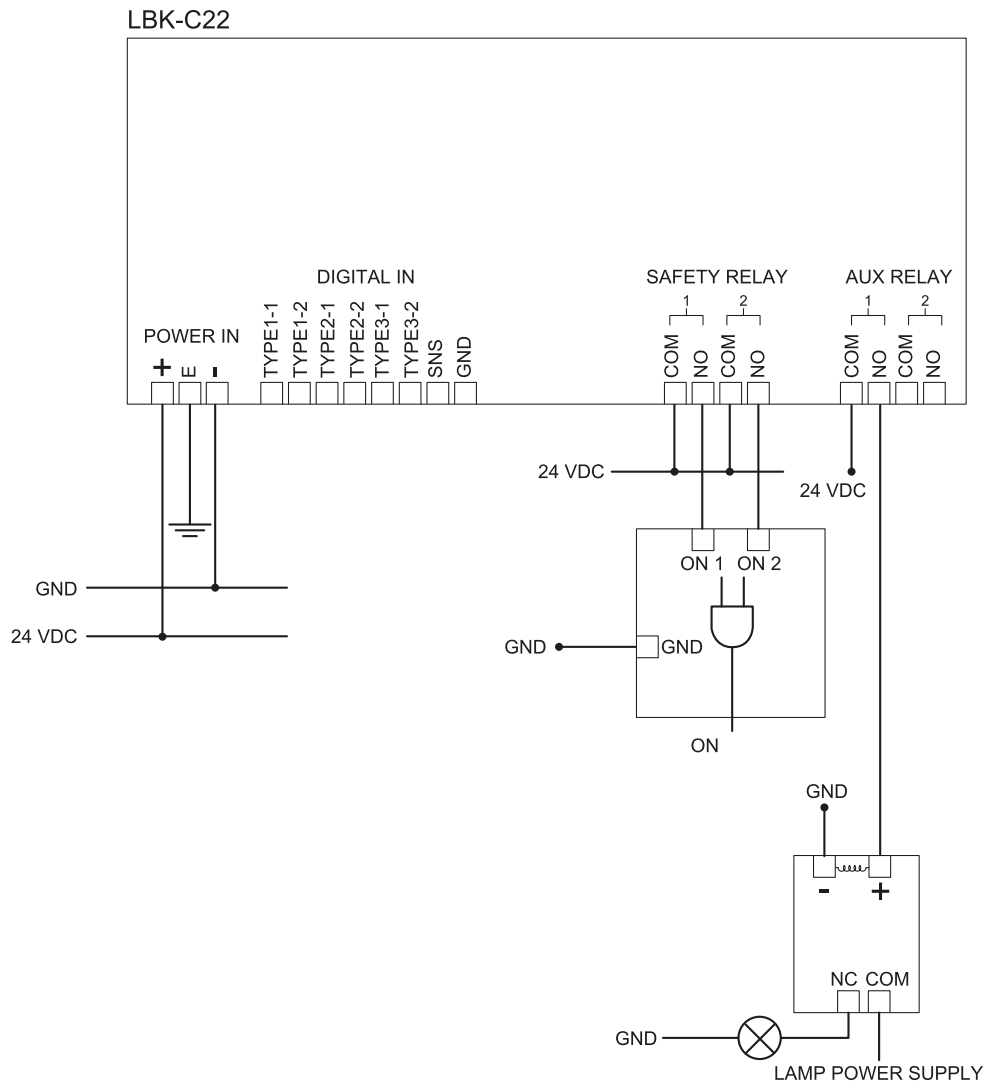 LBK-C22
DIGITAL IN
SAFETY RELAY
AUX RELAY
1
2
1
2
POWER IN
+
E
-
TYPE1-1
TYPE1-2
TYPE2-1
TYPE2-2
TYPE3-1
TYPE3-2
SNS
GND
COM
NO
COM
NO
COM
NO
COM
NO
24 VDC
24 VDC
ON 1
ON 2
GND
24 VDC
GND
GND
ON
GND
-
+
NC COM
GND
LAMP POWER SUPPLY